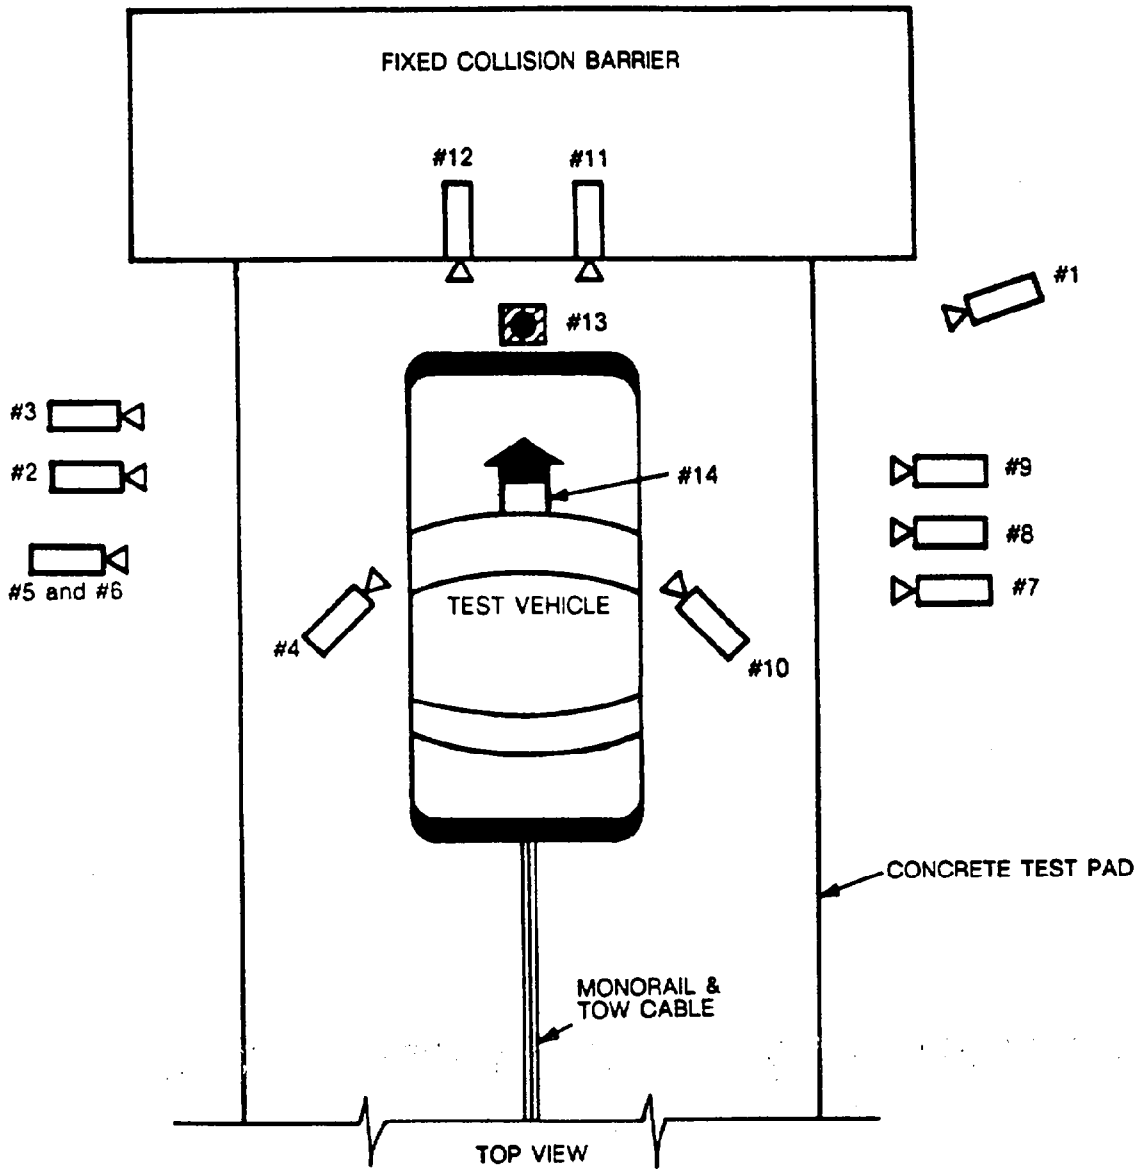 FIXED COLLISION BARRIER
#12
#11
#1
#13
#3
#2
#14
#9
#8
#5 and #6
#7
TEST VEHICLE
#4
#10
CONCRETE TEST PAD
MONORAIL &
TOW CABLE
TOP VIEW